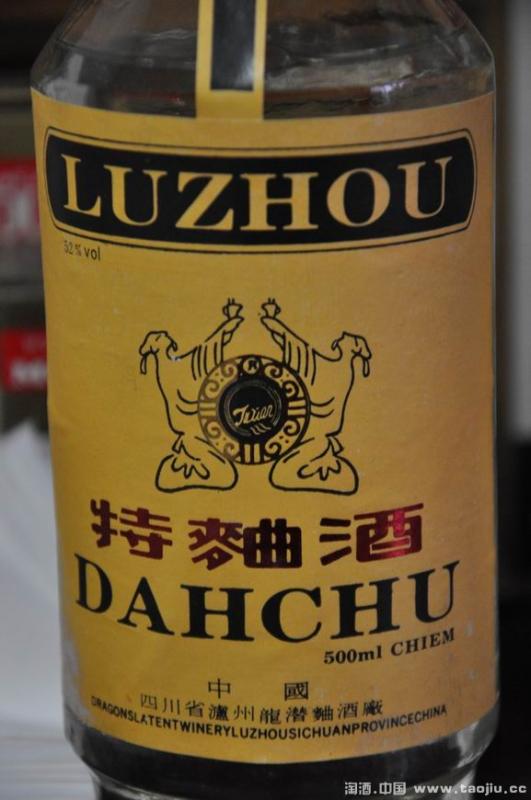 LUZHOU
52%vol
®
特麯酒
DAHCHU
500ml CHIEM
中 國
四川省瀘州龍潛麯酒廠
DRAGONSLATENTWINERYLUZHOUSICHUANPROVINCECHINA
淘酒.中国 www.taojiu.cc